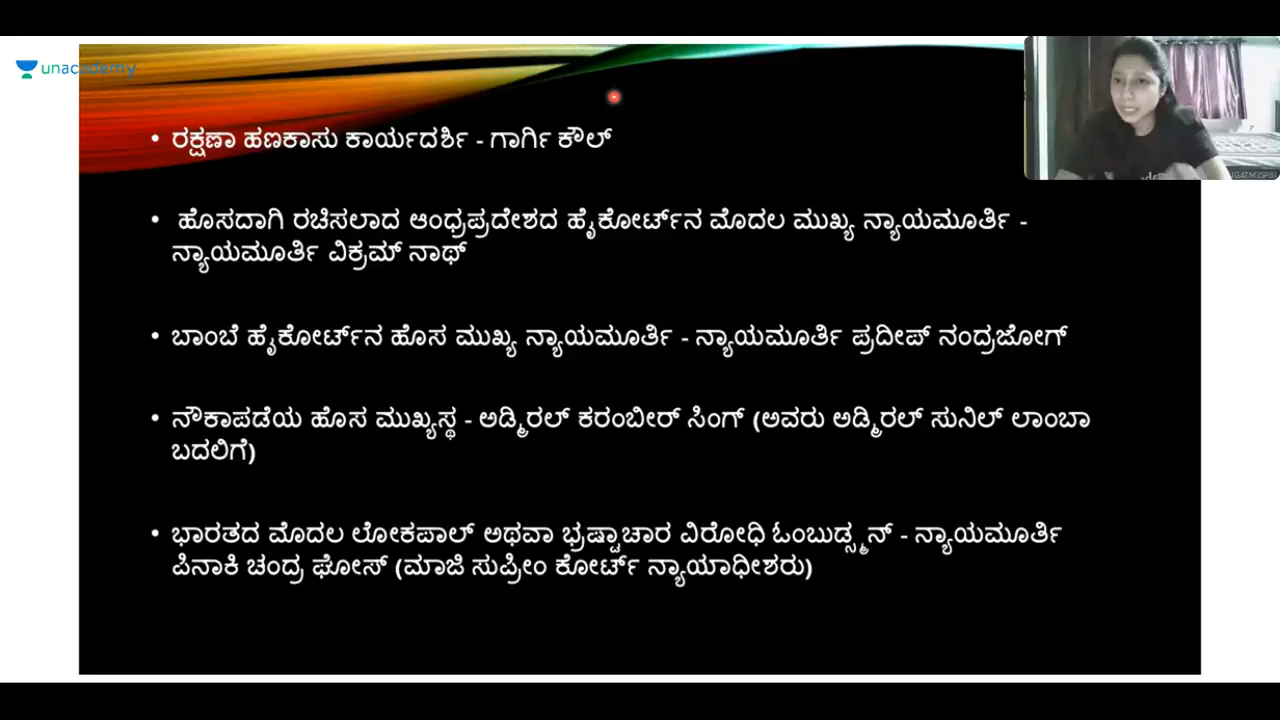 unacademy
• ರಕ್ಷಣಾ ಹಣಕಾಸು ಕಾರ್ಯದರ್ಶಿ - ಗಾರ್ಗಿ ಕೌಲ್
• ಹೊಸದಾಗಿ ರಚಿಸಲಾದ ಆಂಧ್ರಪ್ರದೇಶದ ಹೈಕೋರ್ಟ್‌ನ ಮೊದಲ ಮುಖ್ಯ ನ್ಯಾಯಮೂರ್ತಿ -
ನ್ಯಾಯಮೂರ್ತಿ ವಿಕ್ರಮ್ ನಾಥ್
• ಬಾಂಬೆ ಹೈಕೋರ್ಟ್‌ನ ಹೊಸ ಮುಖ್ಯ ನ್ಯಾಯಮೂರ್ತಿ - ನ್ಯಾಯಮೂರ್ತಿ ಪ್ರದೀಪ್ ನಂದ್ರಜೋಗ್
• ನೌಕಾಪಡೆಯ ಹೊಸ ಮುಖ್ಯಸ್ಥ - ಅಡ್ಮಿರಲ್ ಕರಂಬೀರ್ ಸಿಂಗ್ (ಅವರು ಅಡ್ಮಿರಲ್ ಸುನಿಲ್ ಲಾಂಬಾ
ಬದಲಿಗೆ)
• ಭಾರತದ ಮೊದಲ ಲೋಕಪಾಲ್ ಅಥವಾ ಭ್ರಷ್ಟಾಚಾರ ವಿರೋಧಿ ಓಂಬುಡ್ಸ್ಮನ್ - ನ್ಯಾಯಮೂರ್ತಿ
ಪಿನಾಕಿ ಚಂದ್ರ ಘೋಸ್ (ಮಾಜಿ ಸುಪ್ರೀಂ ಕೋರ್ಟ್ ನ್ಯಾಯಾಧೀಶರು)